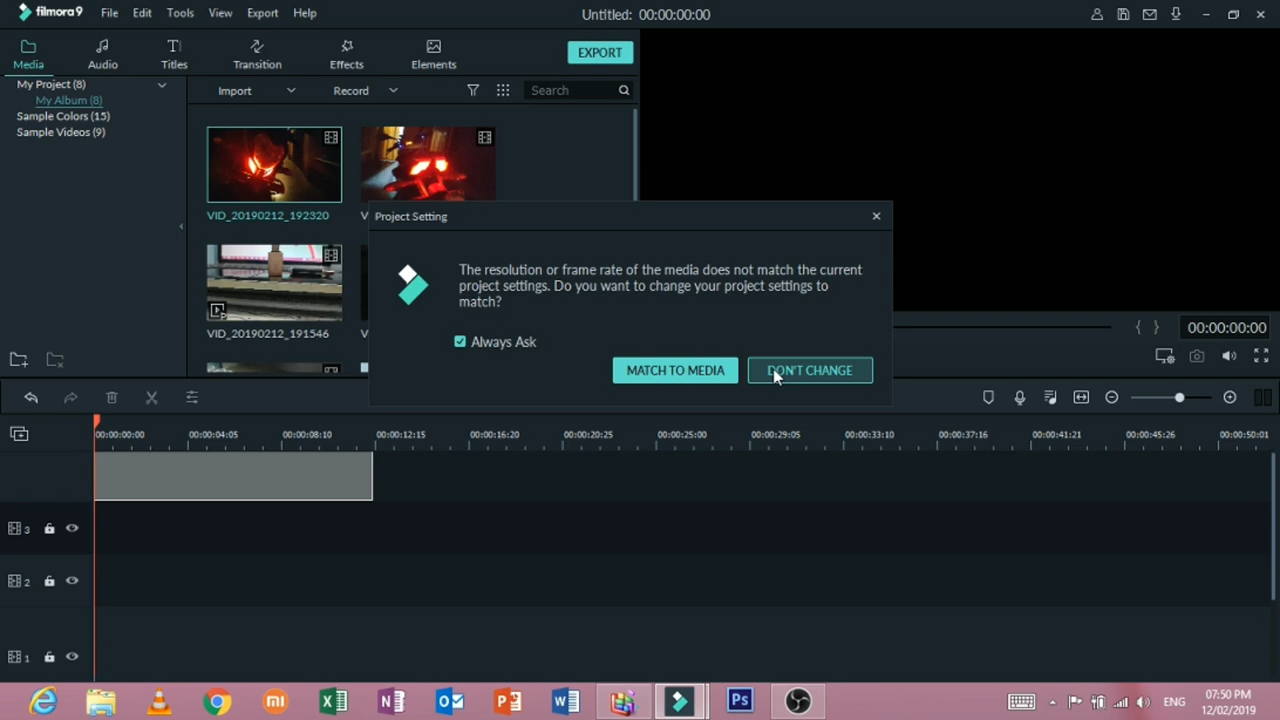 filmora9
File Edit Tools View Export Help
Untitled: 00:00:00:00
Media Audio Titles Transition Effects Elements
EXPORT
My Project (8)
My Album (8)
Sample Colors (15)
Sample Videos (9)
Import Record Search
VID_20190212_192320
VID_20190212_191546
Project Setting
The resolution or frame rate of the media does not match the current
project settings. Do you want to change your project settings to
match?
Always Ask
MATCH TO MEDIA DON'T CHANGE
00:00:00:00
00:00:00:00 00:00:04:05 00:00:08:10 00:00:12:15 00:00:16:20 00:00:20:25 00:00:25:00 00:00:29:05 00:00:33:10 00:00:37:16 00:00:41:21 00:00:45:26 00:00:50:01
3
2
1
Ps
ENG
07:50 PM
12/02/2019